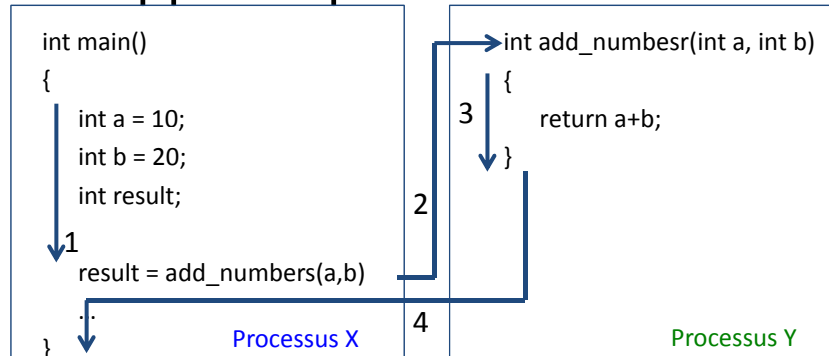 int main()
{
int a = 10;
int b = 20;
int result;
1
result = add_numbers(a,b)
...
}
Processus X
2
4
int add_numbesr(int a, int b)
{
3
return a+b;
}
Processus Y